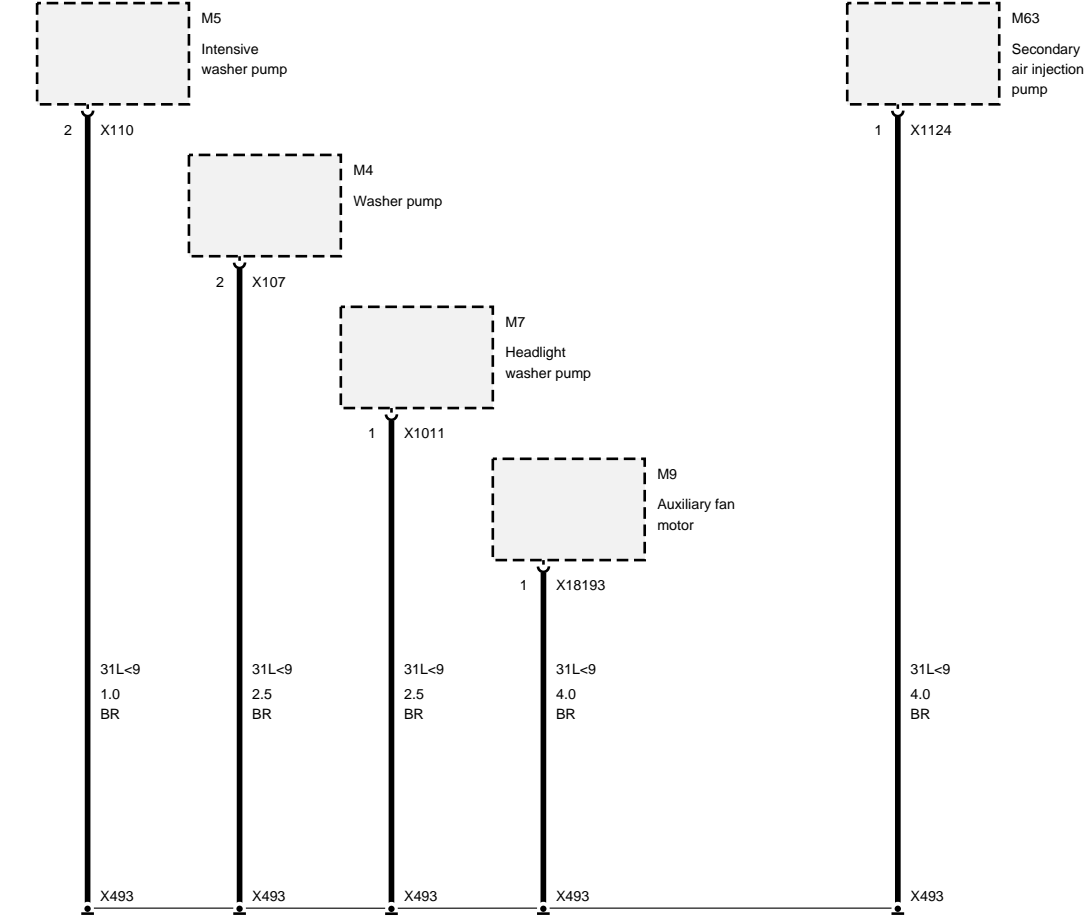 M5
Intensive
washer pump
2 X110
M63
Secondary
air injection
pump
1 X1124
M4
Washer pump
2 X107
M7
Headlight
washer pump
1 X1011
M9
Auxiliary fan
motor
1 X18193
31L<9 31L<9 31L<9 31L<9 31L<9
1.0 2.5 2.5 4.0 4.0
BR BR BR BR BR
X493 X493 X493 X493 X493